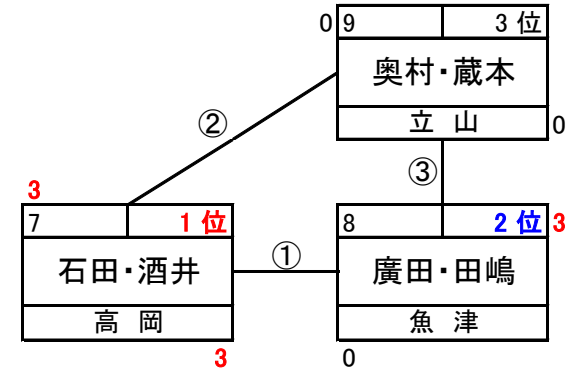 0 9 3 位
奥村・蔵本
立 山 0
②
③
3
7 1 位
石田・酒井
高 岡
3
①
8 2 位 3
廣田・田嶋
魚 津
0